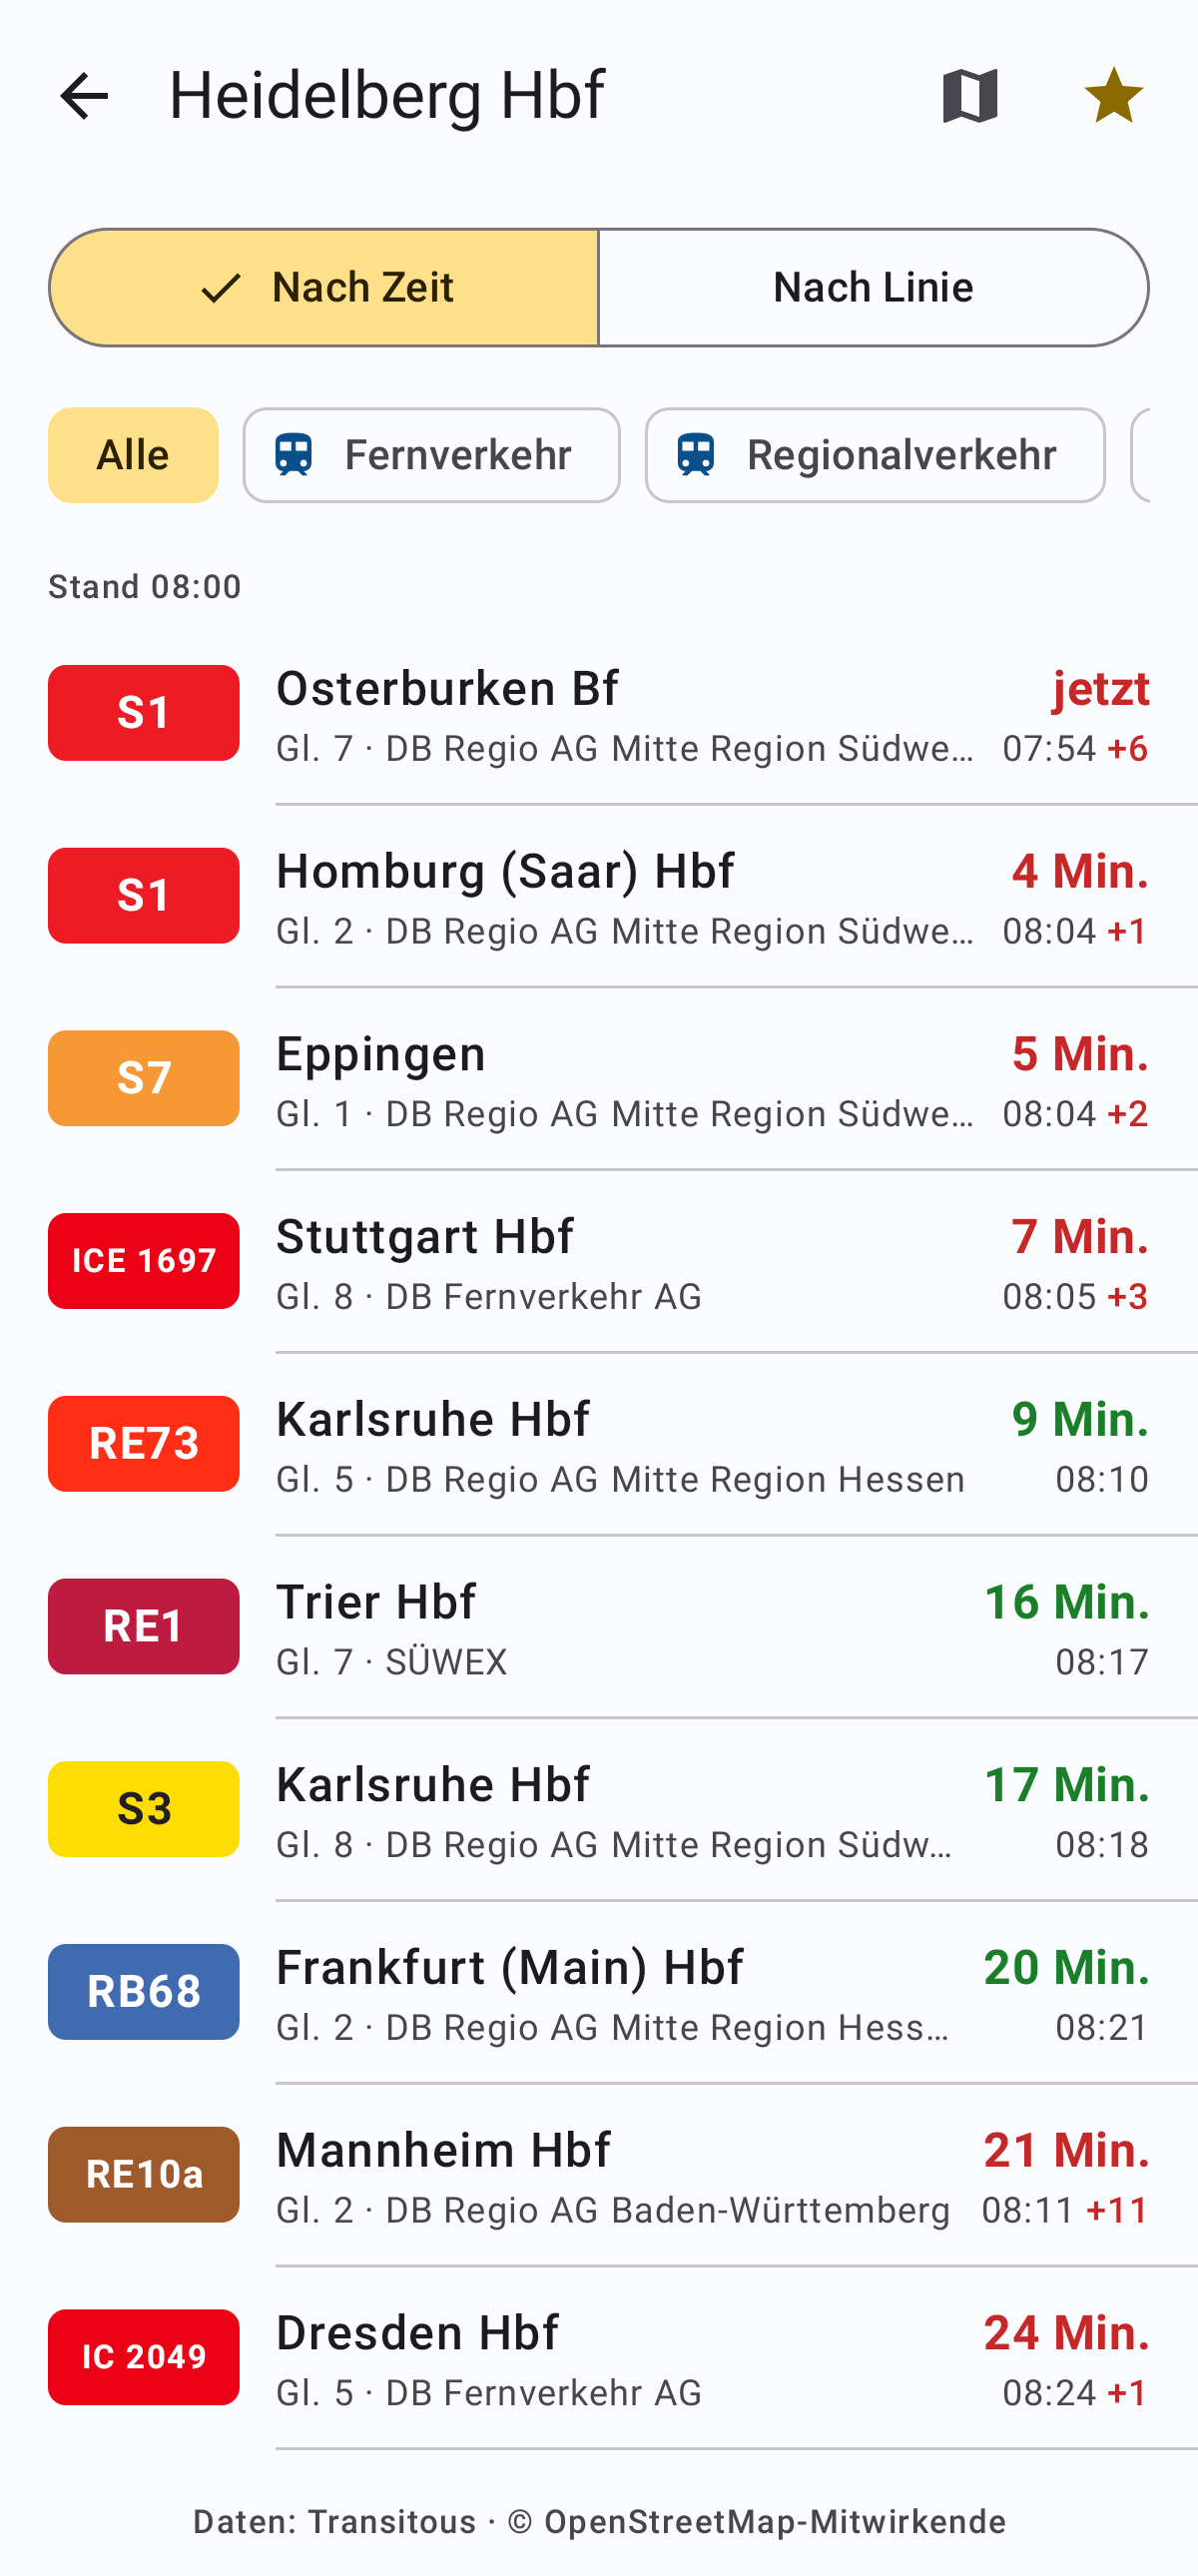 Heidelberg Hbf
Nach Zeit
Nach Linie
Alle
Fernverkehr
Regionalverkehr
Stand 08:00
S1
Osterburken Bf
jetzt
Gl. 7 · DB Regio AG Mitte Region Südwe...
07:54 +6
S1
Homburg (Saar) Hbf
4 Min.
Gl. 2 · DB Regio AG Mitte Region Südwe...
08:04 +1
S7
Eppingen
5 Min.
Gl. 1 · DB Regio AG Mitte Region Südwe...
08:04 +2
ICE 1697
Stuttgart Hbf
7 Min.
Gl. 8 · DB Fernverkehr AG
08:05 +3
RE73
Karlsruhe Hbf
9 Min.
Gl. 5 · DB Regio AG Mitte Region Hessen
08:10
RE1
Trier Hbf
16 Min.
Gl. 7 · SÜWEX
08:17
S3
Karlsruhe Hbf
17 Min.
Gl. 8 · DB Regio AG Mitte Region Südw...
08:18
RB68
Frankfurt (Main) Hbf
20 Min.
Gl. 2 · DB Regio AG Mitte Region Hess...
08:21
RE10a
Mannheim Hbf
21 Min.
Gl. 2 · DB Regio AG Baden-Württemberg
08:11 +11
IC 2049
Dresden Hbf
24 Min.
Gl. 5 · DB Fernverkehr AG
08:24 +1
Daten: Transitous · © OpenStreetMap-Mitwirkende